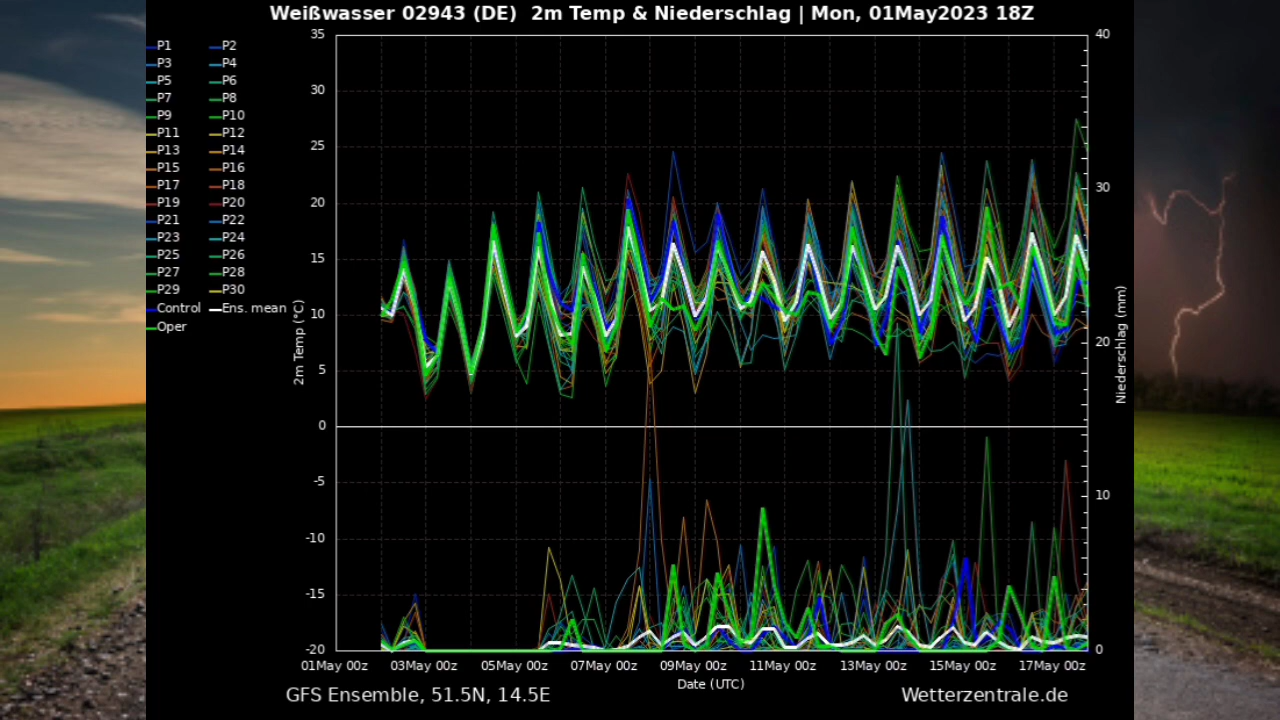 Weißwasser 02943 (DE)  2m Temp & Niederschlag | Mon, 01May2023 18Z
P1 P2
P3 P4
P5 P6
P7 P8
P9 P10
P11 P12
P13 P14
P15 P16
P17 P18
P19 P20
P21 P22
P23 P24
P25 P26
P27 P28
P29 P30
Control Ens. mean
Oper
2m Temp (°C)
35
30
25
20
15
10
5
0
-5
-10
-15
-20
40
30
20
10
0
Niederschlag (mm)
01May 00z 03May 00z 05May 00z 07May 00z 09May 00z 11May 00z 13May 00z 15May 00z 17May 00z
Date (UTC)
GFS Ensemble, 51.5N, 14.5E Wetterzentrale.de